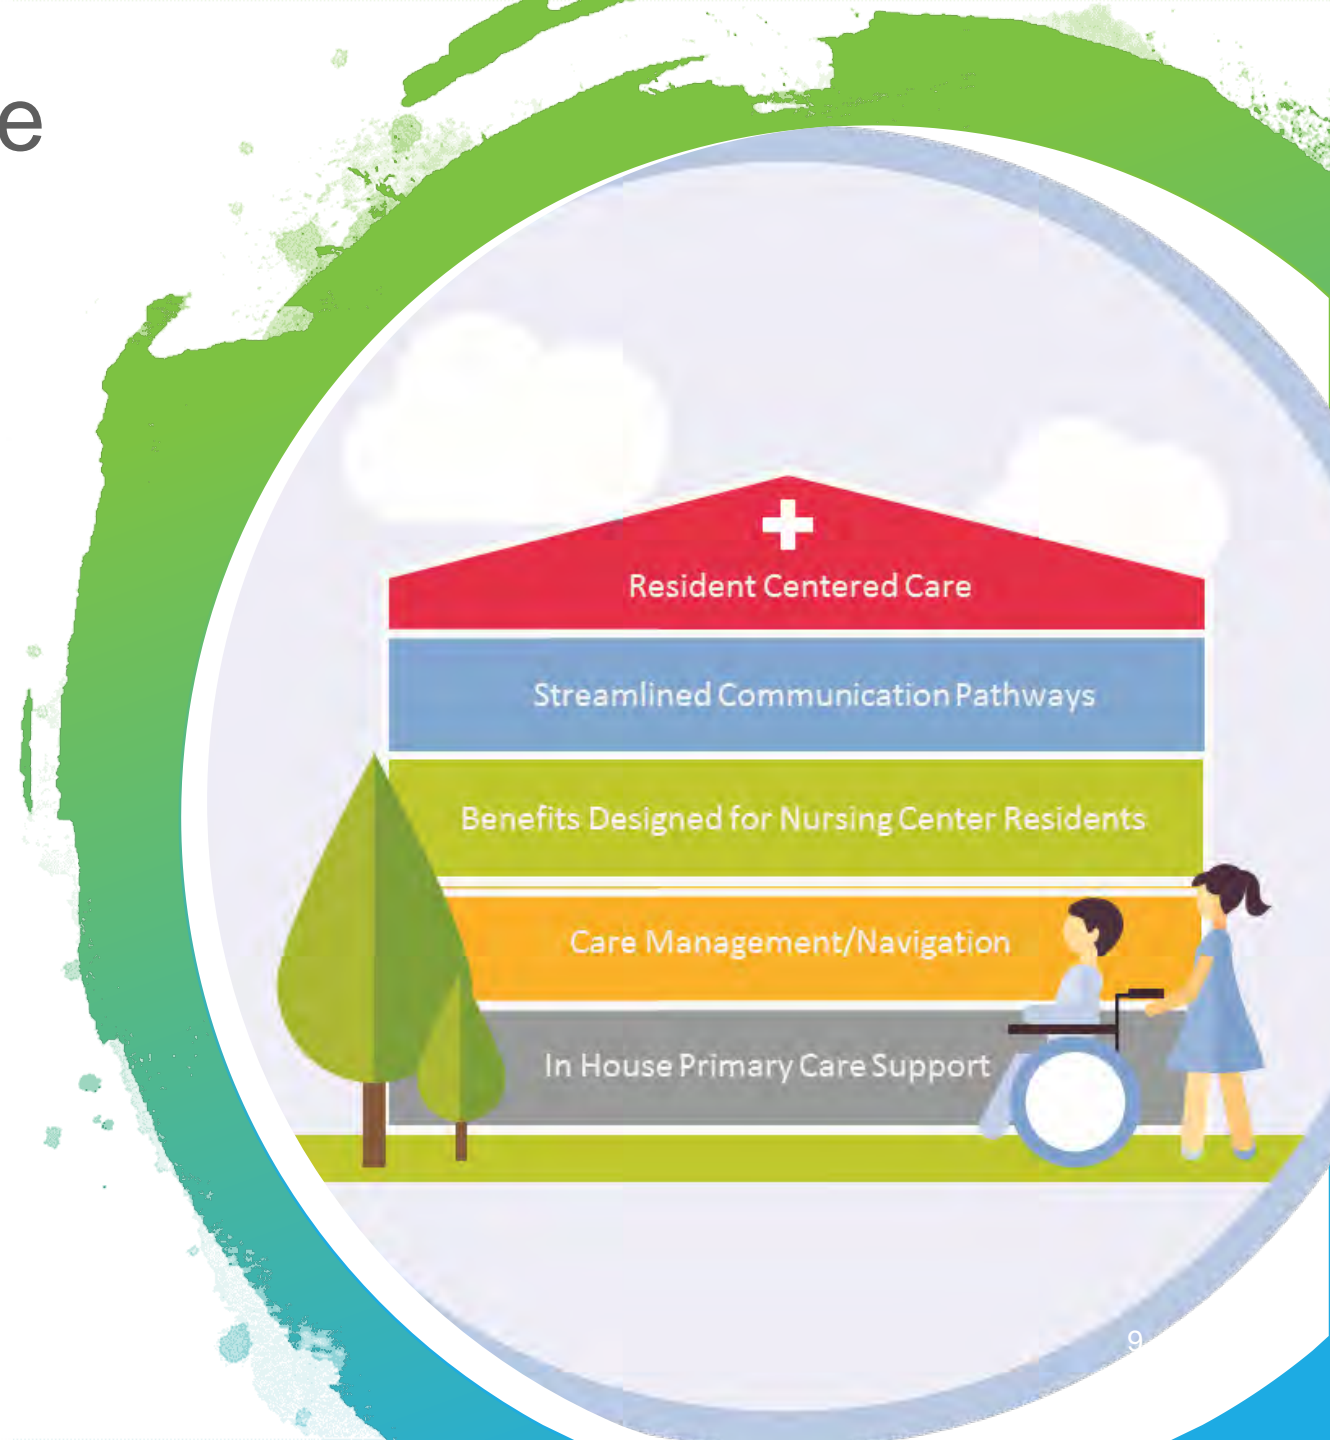 e
Resident Centered Care
Streamlined Communication Pathways
Benefits Designed for Nursing Center Residents
Care Management/Navigation
In House Primary Care Support
9